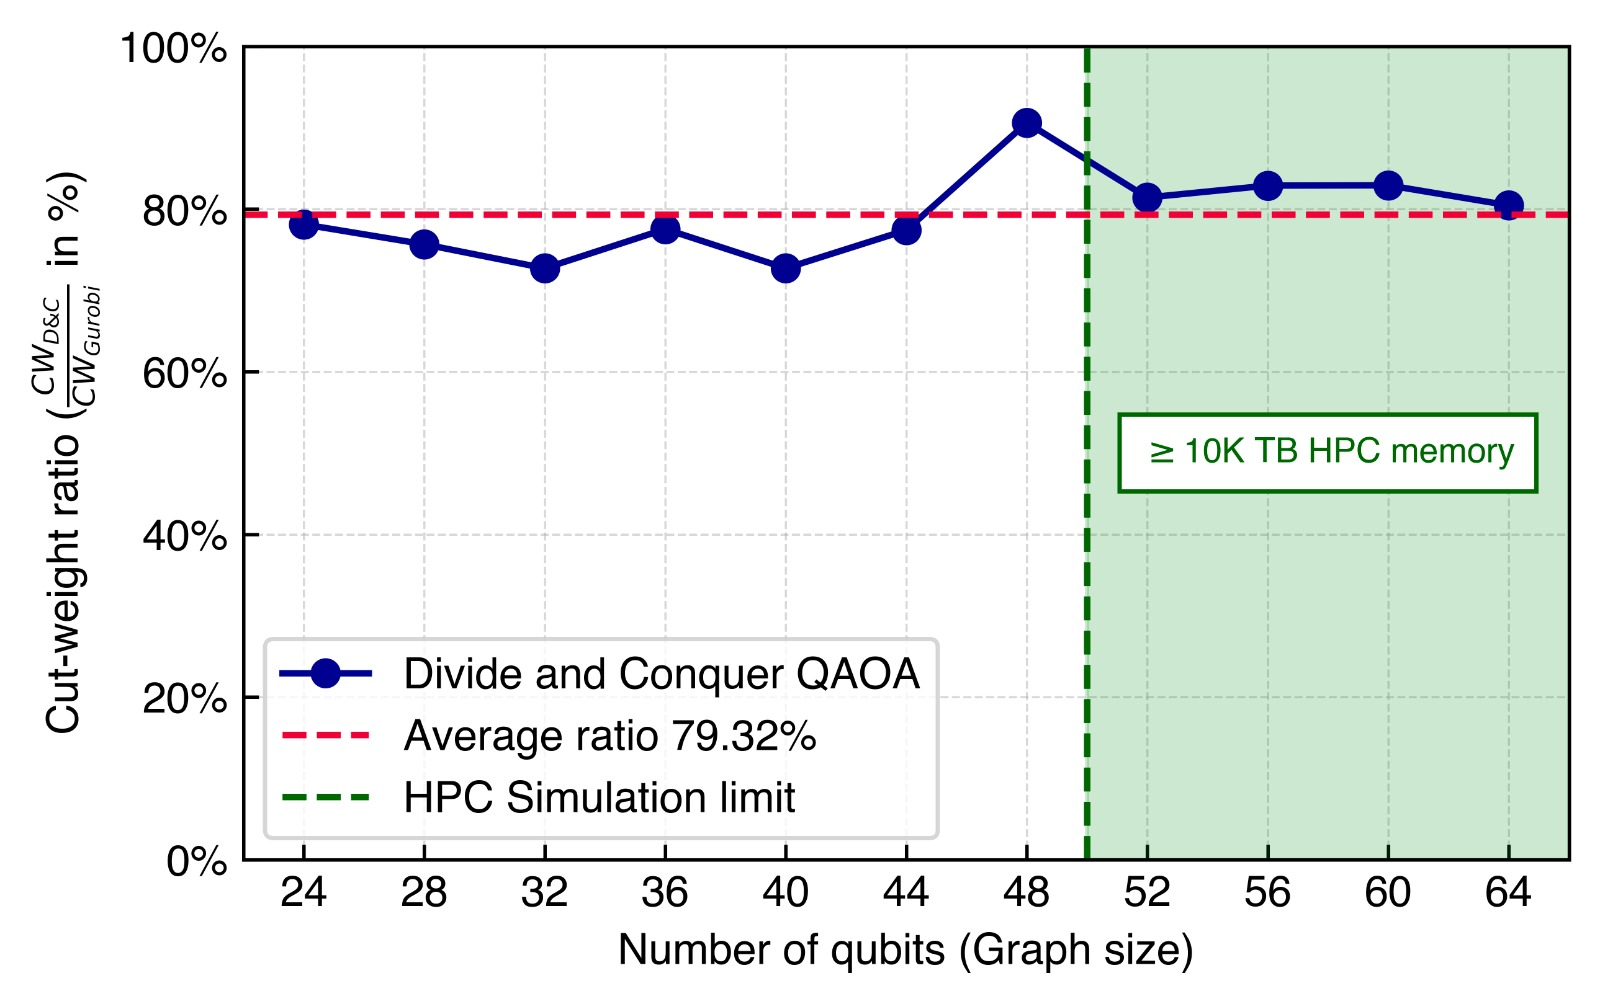 100%
80%
60%
40%
20%
0%
Cut-weight ratio (CW_D&C / CW_Gurobi in %)
≥ 10K TB HPC memory
Divide and Conquer QAOA
Average ratio 79.32%
HPC Simulation limit
24 28 32 36 40 44 48 52 56 60 64
Number of qubits (Graph size)